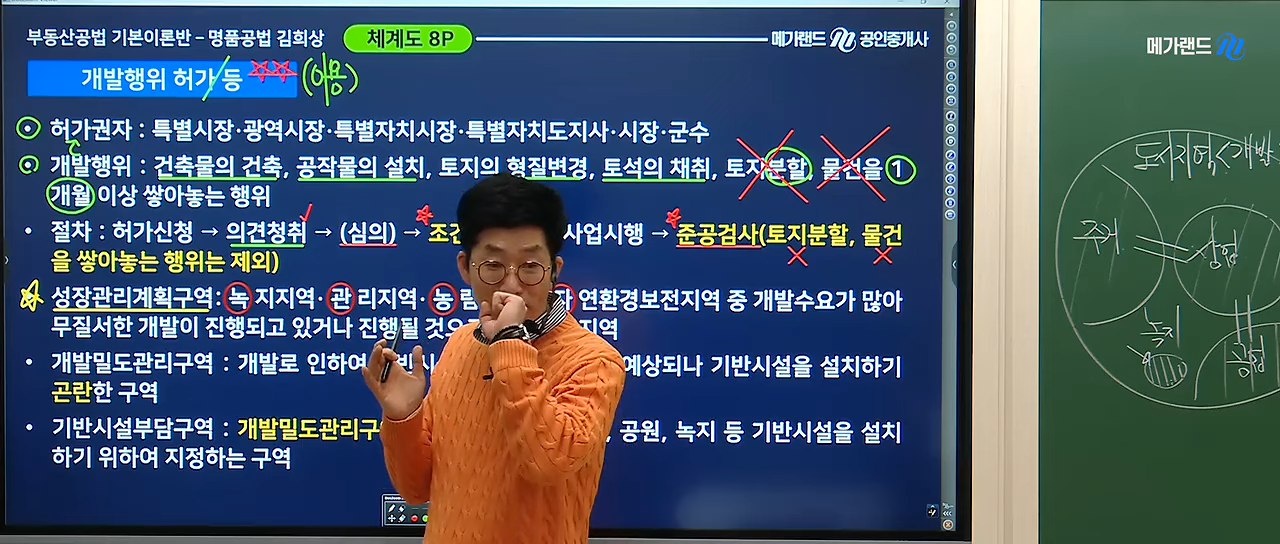 부동산공법 기본이론반 – 명품공법 김희상
체계도 8P
메가랜드 공인중개사
개발행위 허가 등 (이용)
• 허가권자 : 특별시장·광역시장·특별자치시장·특별자치도지사·시장·군수
• 개발행위 : 건축물의 건축, 공작물의 설치, 토지의 형질변경, 토석의 채취, 토지분할, 물건을 1
개월 이상 쌓아놓는 행위
• 절차 : 허가신청 → 의견청취 → (심의) → 조건 사업시행 → 준공검사(토지분할, 물건
을 쌓아놓는 행위는 제외)
성장관리계획구역: 녹지지역·관리지역·농림 자연환경보전지역 중 개발수요가 많아
무질서한 개발이 진행되고 있거나 진행될 것으 지역
• 개발밀도관리구역 : 개발로 인하여 예상되나 기반시설을 설치하기
곤란한 구역
• 기반시설부담구역 : 개발밀도관리구 , 공원, 녹지 등 기반시설을 설치
하기 위하여 지정하는 구역
메가랜드
도시지역<개발
주거
상업
녹지
공업